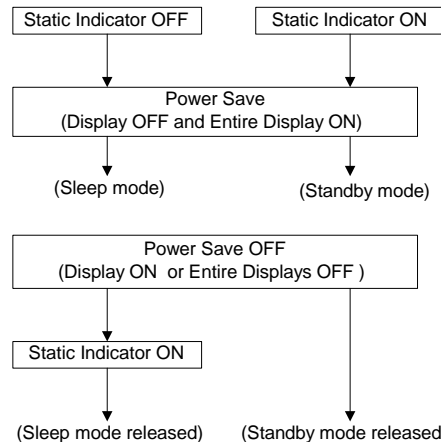 Static Indicator OFF
Static Indicator ON
Power Save
(Display OFF and Entire Display ON)
(Sleep mode)
(Standby mode)
Power Save OFF
(Display ON or Entire Displays OFF )
Static Indicator ON
(Sleep mode released)
(Standby mode released)